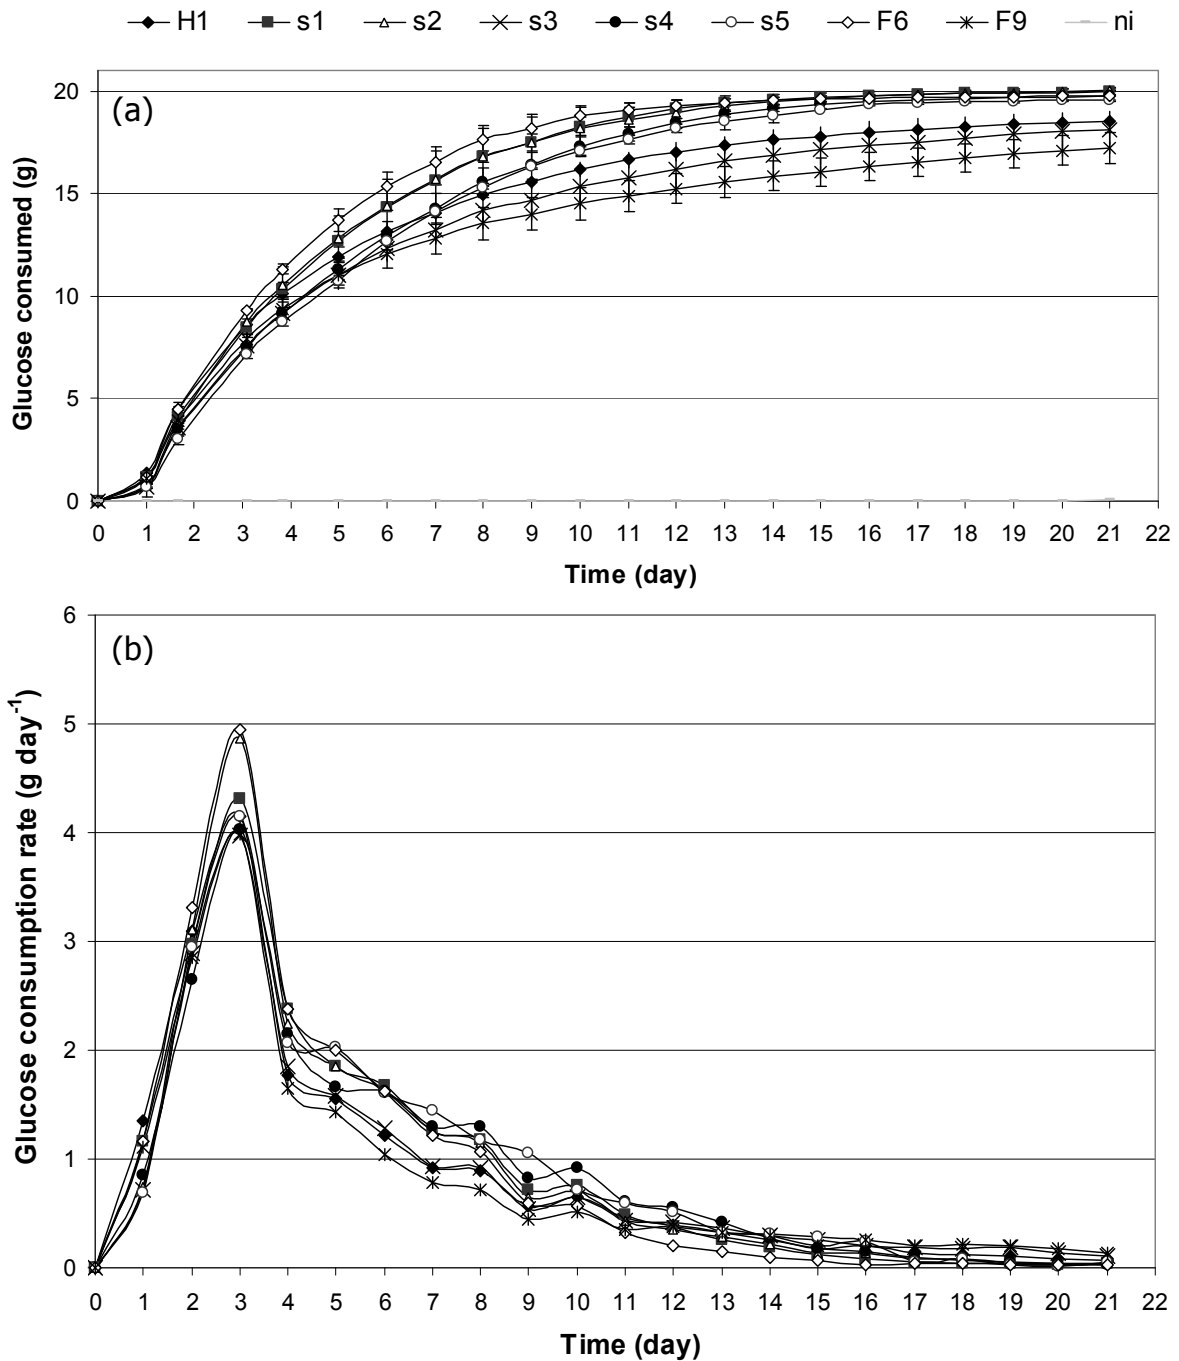 H1 s1 s2 s3 s4 s5 F6 F9 ni
(a)
Glucose consumed (g)
20
15
10
5
0
0 1 2 3 4 5 6 7 8 9 10 11 12 13 14 15 16 17 18 19 20 21 22
Time (day)
(b)
Glucose consumption rate (g day-1)
6
5
4
3
2
1
0
0 1 2 3 4 5 6 7 8 9 10 11 12 13 14 15 16 17 18 19 20 21 22
Time (day)